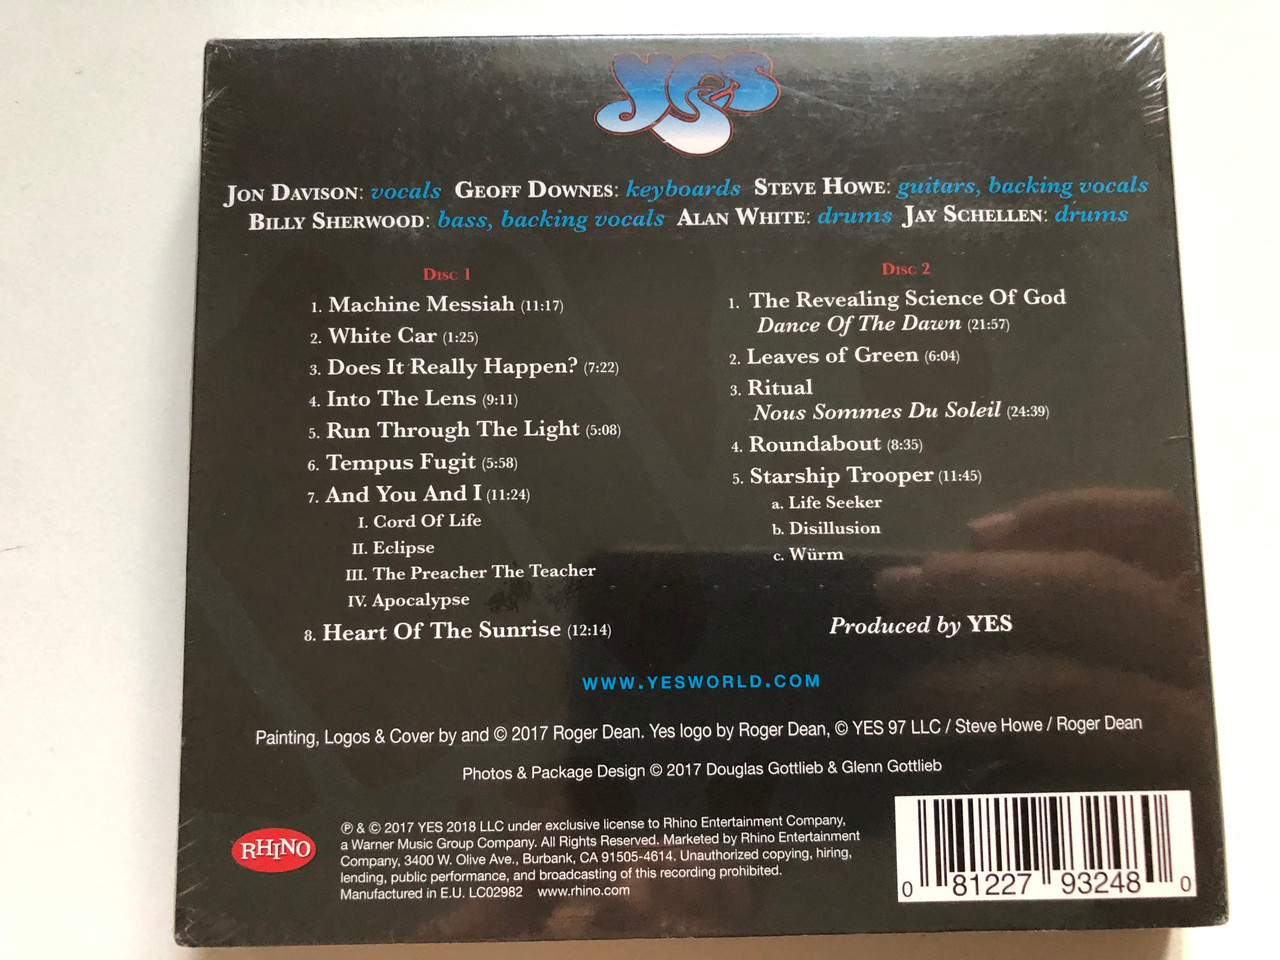 YES
JON DAVISON: vocals GEOFF DOWNES: keyboards STEVE HOWE: guitars, backing vocals
BILLY SHERWOOD: bass, backing vocals ALAN WHITE: drums JAY SCHELLEN: drums
DISC 1
1. Machine Messiah (11:17)
2. White Car (1:25)
3. Does It Really Happen? (7:22)
4. Into The Lens (9:11)
5. Run Through The Light (5:08)
6. Tempus Fugit (5:58)
7. And You And I (11:24)
I. Cord Of Life
II. Eclipse
III. The Preacher The Teacher
IV. Apocalypse
8. Heart Of The Sunrise (12:14)
DISC 2
1. The Revealing Science Of God
Dance Of The Dawn (21:57)
2. Leaves of Green (6:04)
3. Ritual
Nous Sommes Du Soleil (24:39)
4. Roundabout (8:35)
5. Starship Trooper (11:45)
a. Life Seeker
b. Disillusion
c. Würm
Produced by YES
WWW.YESWORLD.COM
Painting, Logos & Cover by and © 2017 Roger Dean. Yes logo by Roger Dean, © YES 97 LLC / Steve Howe / Roger Dean
Photos & Package Design © 2017 Douglas Gottlieb & Glenn Gottlieb
RHINO
℗ & © 2017 YES 2018 LLC under exclusive license to Rhino Entertainment Company,
a Warner Music Group Company. All Rights Reserved. Marketed by Rhino Entertainment
Company, 3400 W. Olive Ave., Burbank, CA 91505-4614. Unauthorized copying, hiring,
lending, public performance, and broadcasting of this recording prohibited.
Manufactured in E.U. LC02982 www.rhino.com
0 81227 93248 0